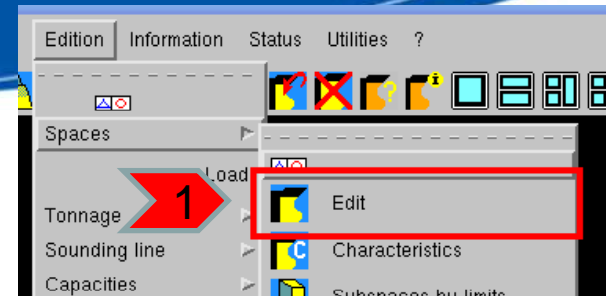 Edition Information Status Utilities ?
Spaces
Load
1
Edit
Tonnage
Sounding line
C Characteristics
Capacities
Subspaces by limits